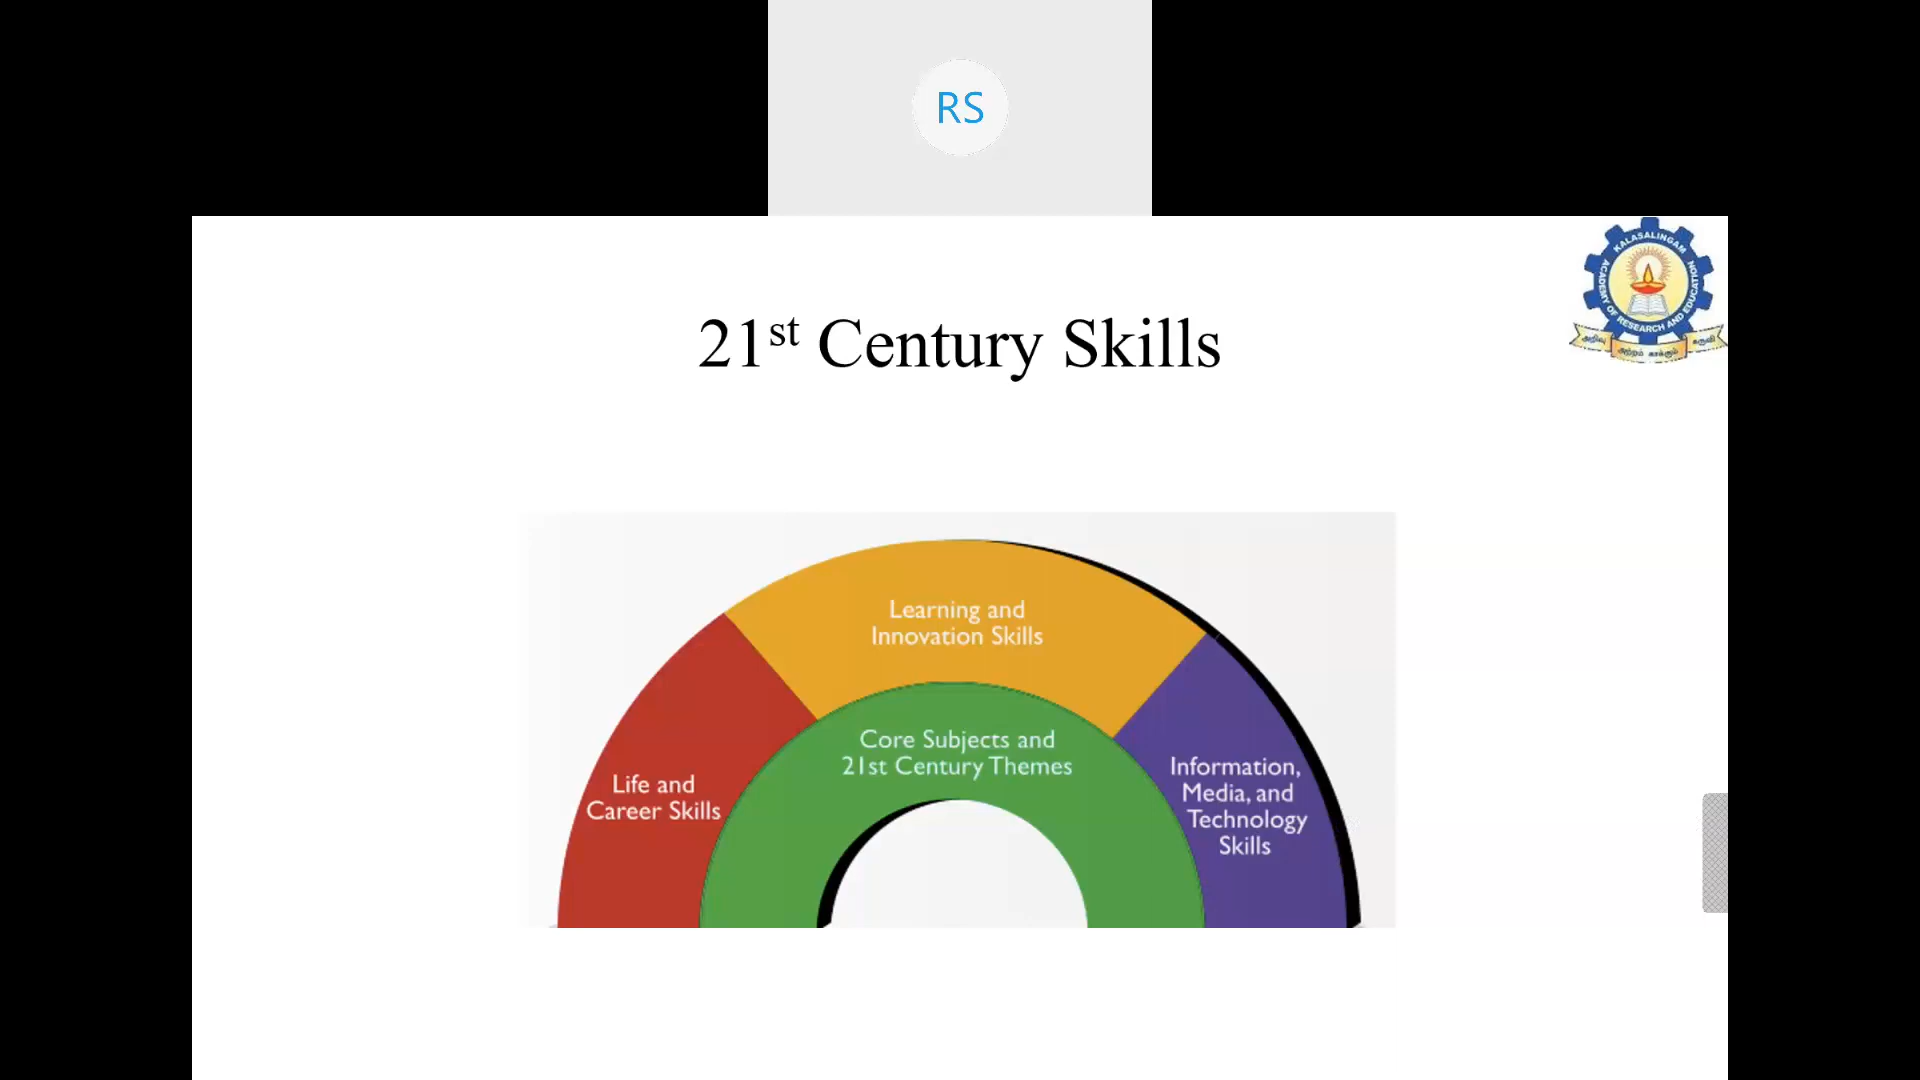 RS
KALASALINGAM
ACADEMY OF RESEARCH AND EDUCATION
21st Century Skills
Learning and
Innovation Skills
Core Subjects and
21st Century Themes
Life and
Career Skills
Information,
Media, and
Technology
Skills